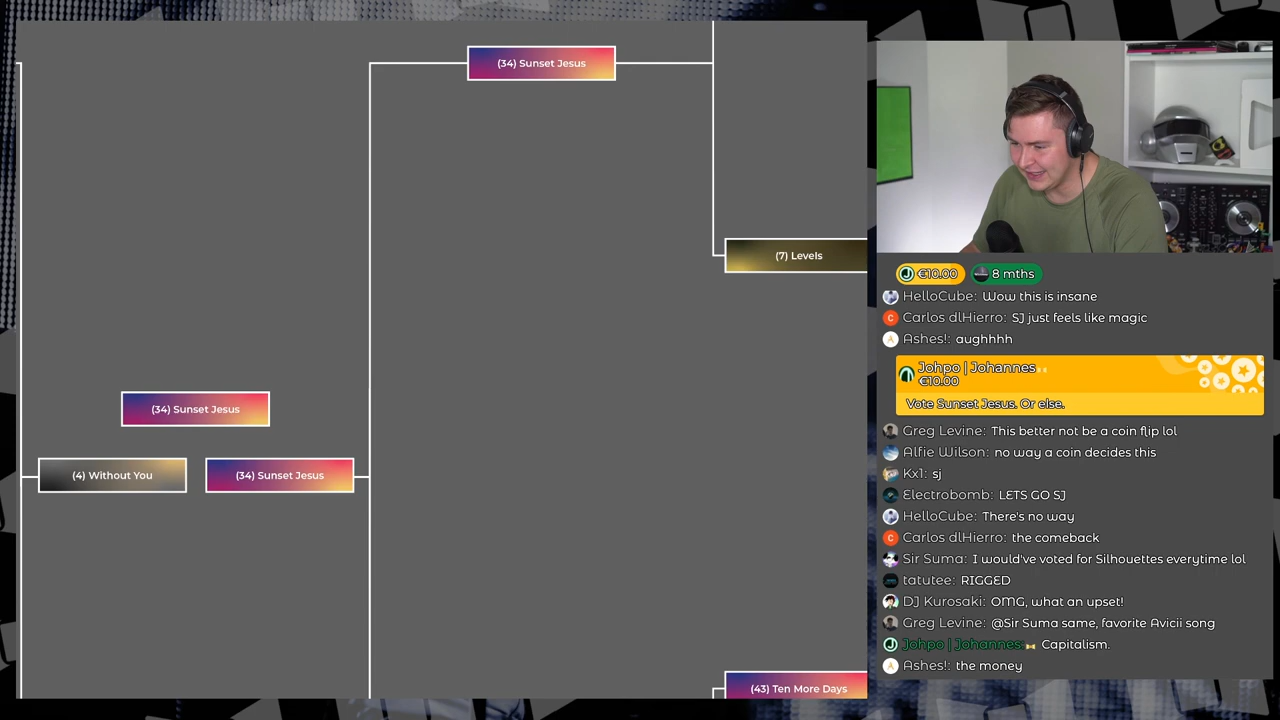 (34) Sunset Jesus
(7) Levels
(34) Sunset Jesus
(4) Without You
(34) Sunset Jesus
(43) Ten More Days
€10.00
8 mths
HelloCube: Wow this is insane
Carlos dlHierro: SJ just feels like magic
Ashes!: aughhhh
Johpo | Johannes
€10.00
Vote Sunset Jesus. Or else.
Greg Levine: This better not be a coin flip lol
Alfie Wilson: no way a coin decides this
Kx1: sj
Electrobomb: LETS GO SJ
HelloCube: There's no way
Carlos dlHierro: the comeback
Sir Suma: I would've voted for Silhouettes everytime lol
tatutee: RIGGED
DJ Kurosaki: OMG, what an upset!
Greg Levine: @Sir Suma same, favorite Avicii song
Johpo | Johannes: Capitalism.
Ashes!: the money